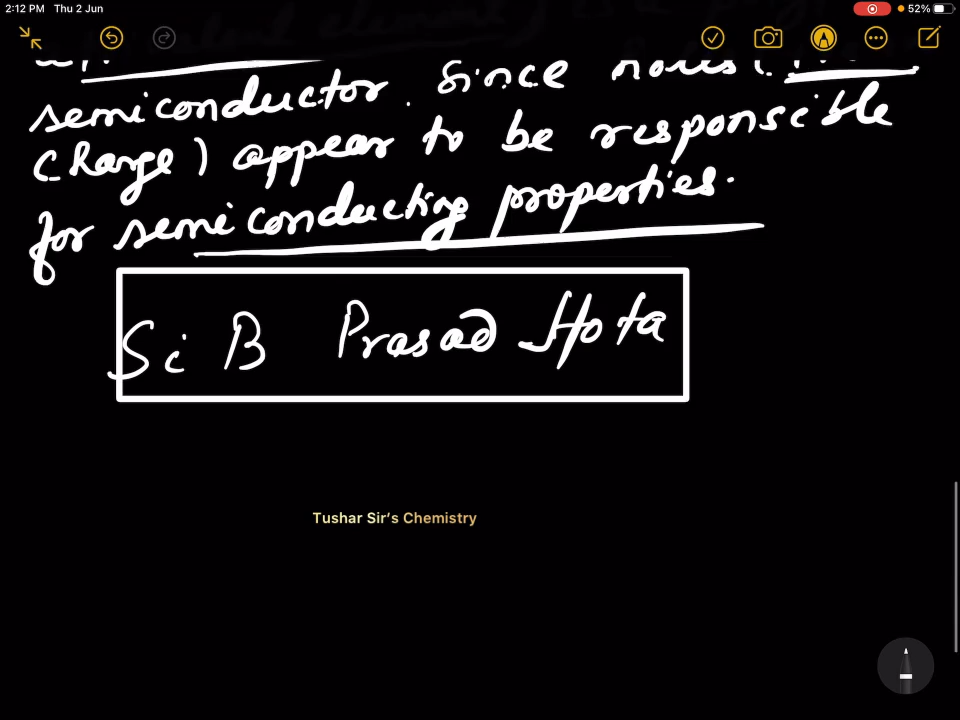 2:12 PM Thu 2 Jun 52%
semiconductor. Since holes (
charge) appear to be responsible
for semiconducting properties.
Si B Prasad Hota
Tushar Sir's Chemistry